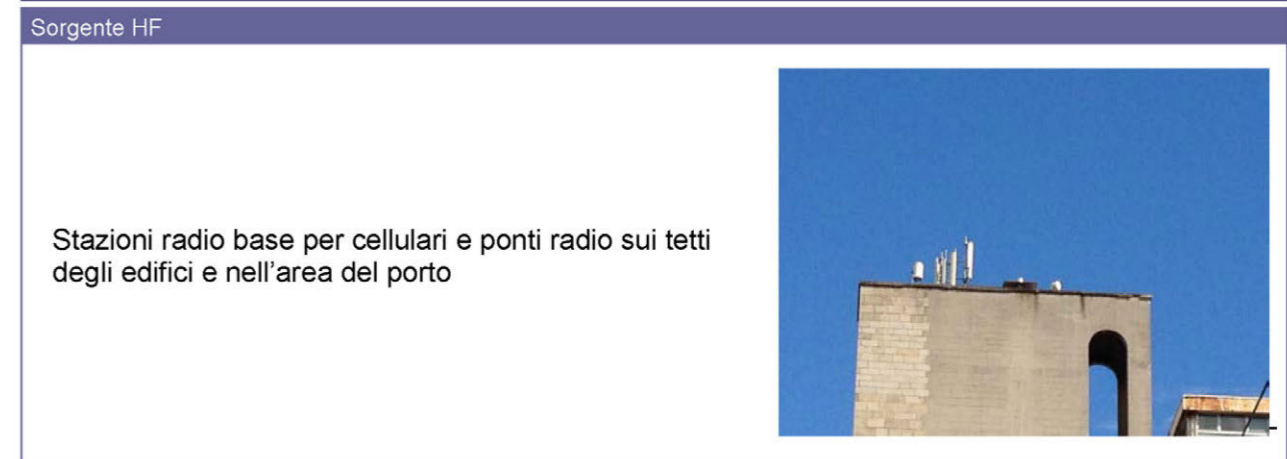 Sorgente HF
Stazioni radio base per cellulari e ponti radio sui tetti
degli edifici e nell'area del porto